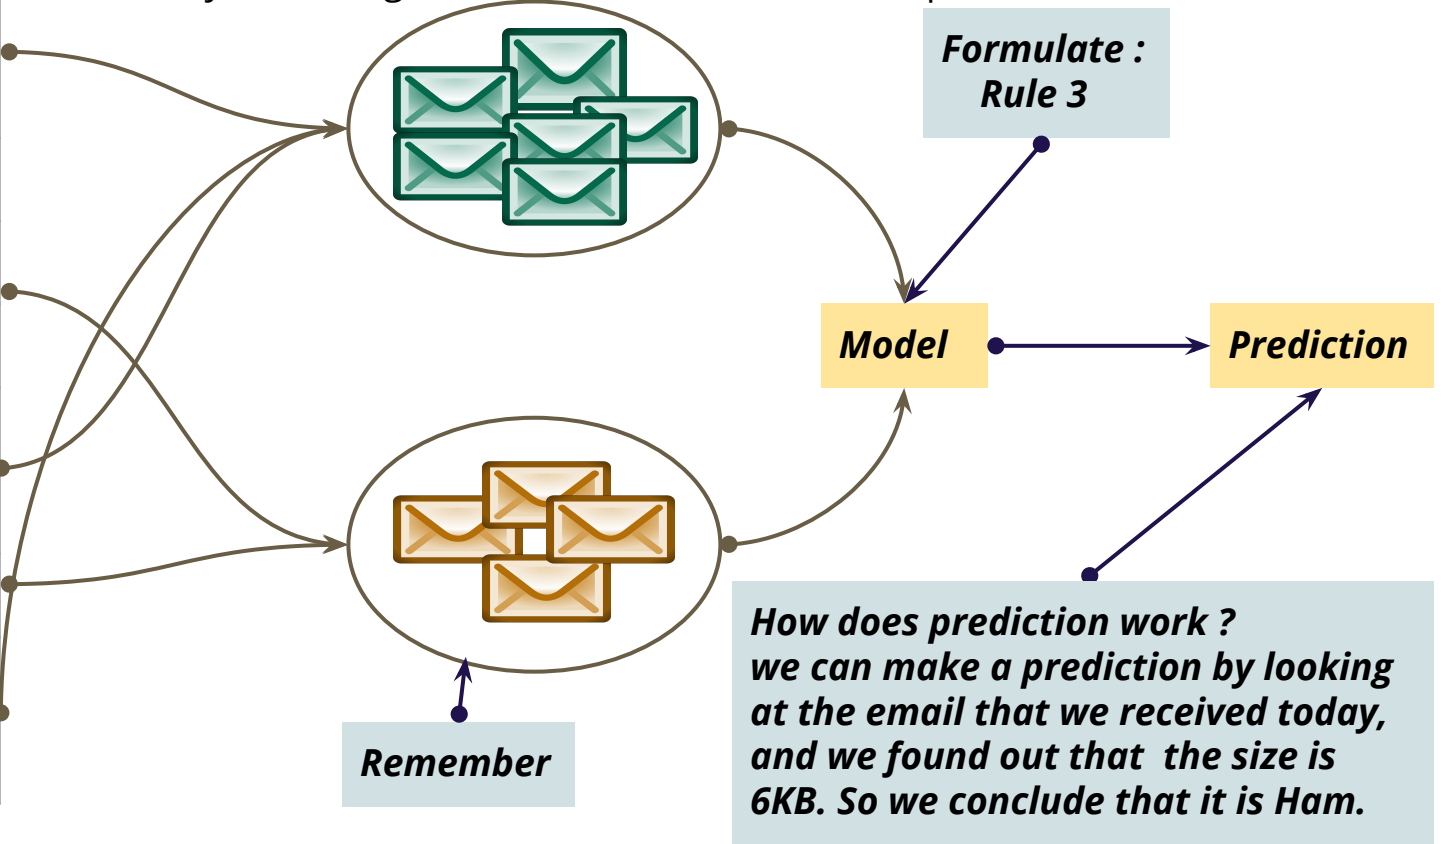 Formulate :
Rule 3
Model
Prediction
How does prediction work ?
we can make a prediction by looking
at the email that we received today,
and we found out that  the size is
6KB. So we conclude that it is Ham.
Remember